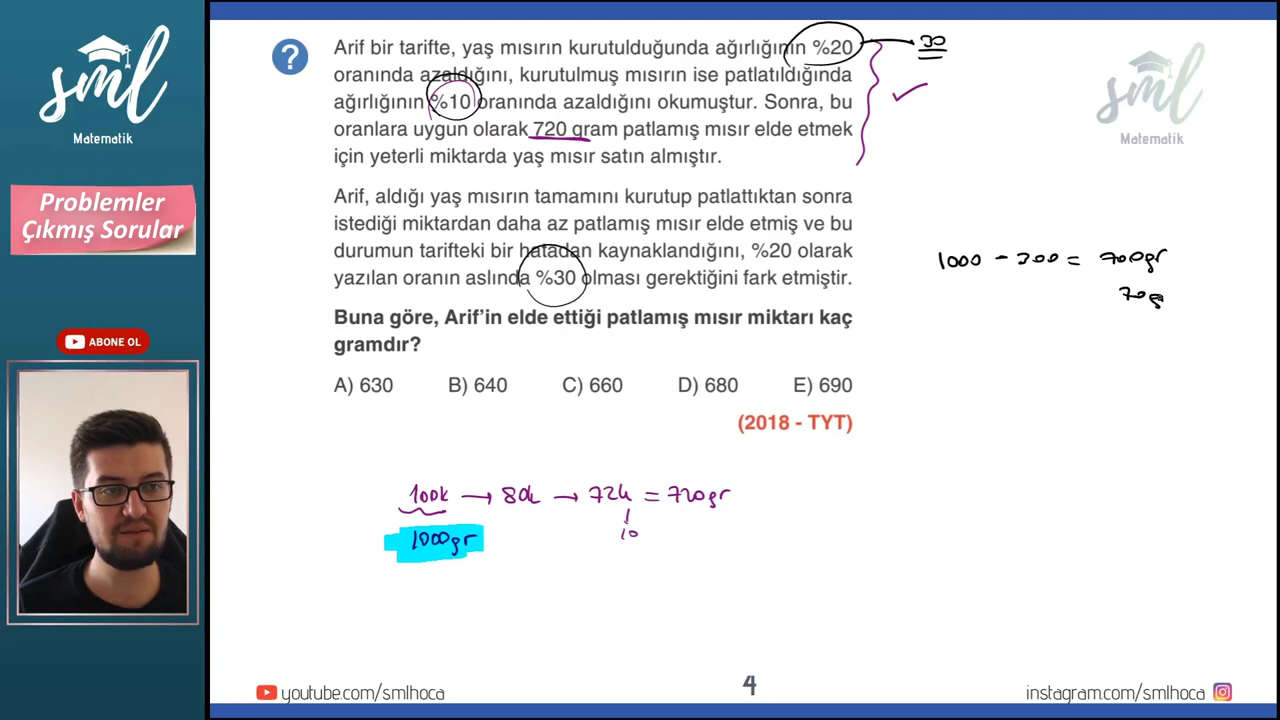 sml
Matematik
Problemler
Çıkmış Sorular
ABONE OL
?
Arif bir tarifte, yaş mısırın kurutulduğunda ağırlığının %20
oranında azaldığını, kurutulmuş mısırın ise patlatıldığında
ağırlığının %10 oranında azaldığını okumuştur. Sonra, bu
oranlara uygun olarak 720 gram patlamış mısır elde etmek
için yeterli miktarda yaş mısır satın almıştır.
30
sml
Matematik
Arif, aldığı yaş mısırın tamamını kurutup patlattıktan sonra
istediği miktardan daha az patlamış mısır elde etmiş ve bu
durumun tarifteki bir hatadan kaynaklandığını, %20 olarak
yazılan oranın aslında %30 olması gerektiğini fark etmiştir.
1000 - 300 = 700gr
70g
Buna göre, Arif'in elde ettiği patlamış mısır miktarı kaç
gramdır?
A) 630 B) 640 C) 660 D) 680 E) 690
(2018 - TYT)
100k → 80k → 72k = 720gr
10
1000gr
youtube.com/smlhoca
4
instagram.com/smlhoca